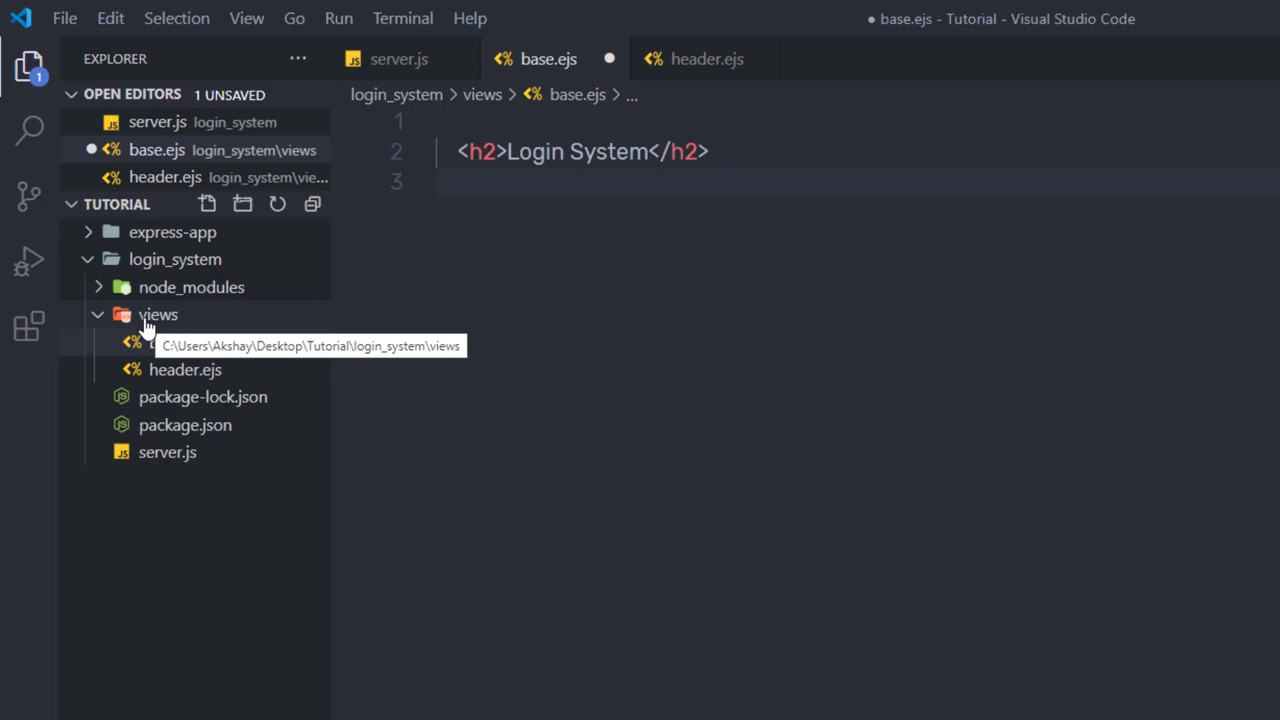 File Edit Selection View Go Run Terminal Help ● base.ejs - Tutorial - Visual Studio Code
EXPLORER ···
server.js base.ejs ● header.ejs
OPEN EDITORS 1 UNSAVED
login_system > views > base.ejs > ...
server.js login_system
base.ejs login_system\views
header.ejs login_system\vie...
TUTORIAL
express-app
login_system
node_modules
views
C:\Users\Akshay\Desktop\Tutorial\login_system\views
header.ejs
package-lock.json
package.json
server.js
1
1
2 <h2>Login System</h2>
3